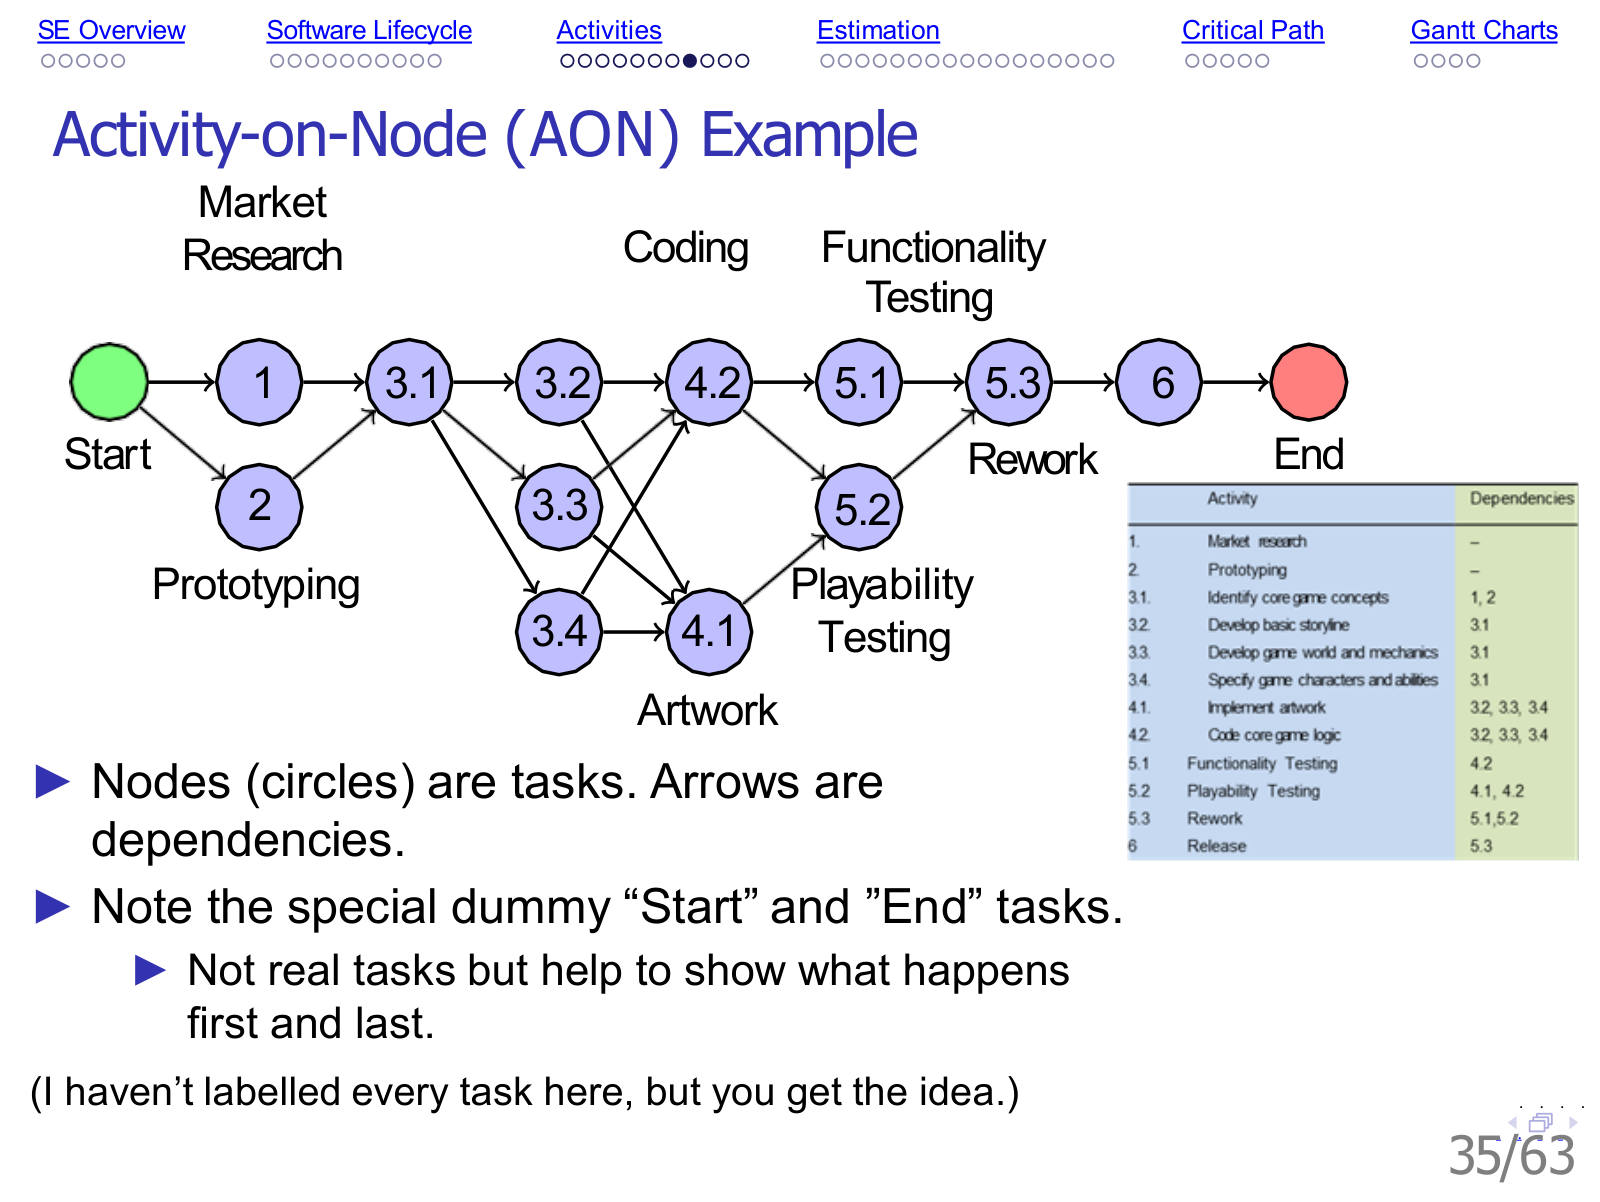 SE Overview Software Lifecycle Activities Estimation Critical Path Gantt Charts
Activity-on-Node (AON) Example
Market
Research
Coding
Functionality
Testing
1 3.1 3.2 4.2 5.1 5.3 6
Start
Rework
End
2 3.3 5.2
Prototyping
Playability
Testing
3.4 4.1
Artwork
Activity Dependencies
1. Market research –
2. Prototyping –
3.1. Identify core game concepts 1, 2
3.2. Develop basic storyline 3.1
3.3. Develop game world and mechanics 3.1
3.4. Specify game characters and abilities 3.1
4.1. Implement artwork 3.2, 3.3, 3.4
4.2. Code core game logic 3.2, 3.3, 3.4
5.1 Functionality Testing 4.2
5.2 Playability Testing 4.1, 4.2
5.3 Rework 5.1,5.2
6 Release 5.3
► Nodes (circles) are tasks. Arrows are
dependencies.
► Note the special dummy “Start” and ”End” tasks.
► Not real tasks but help to show what happens
first and last.
(I haven’t labelled every task here, but you get the idea.)
35/63